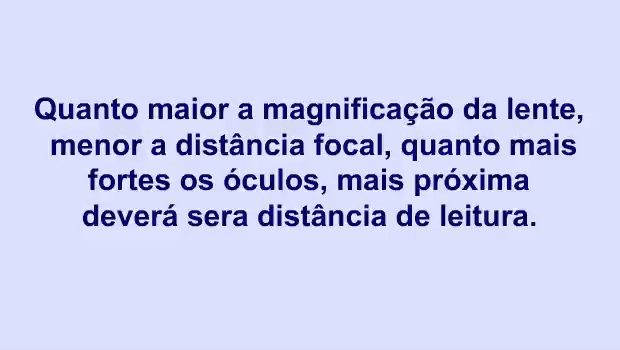 Quanto maior a magnificação da lente,
menor a distância focal, quanto mais
fortes os óculos, mais próxima
deverá sera distância de leitura.